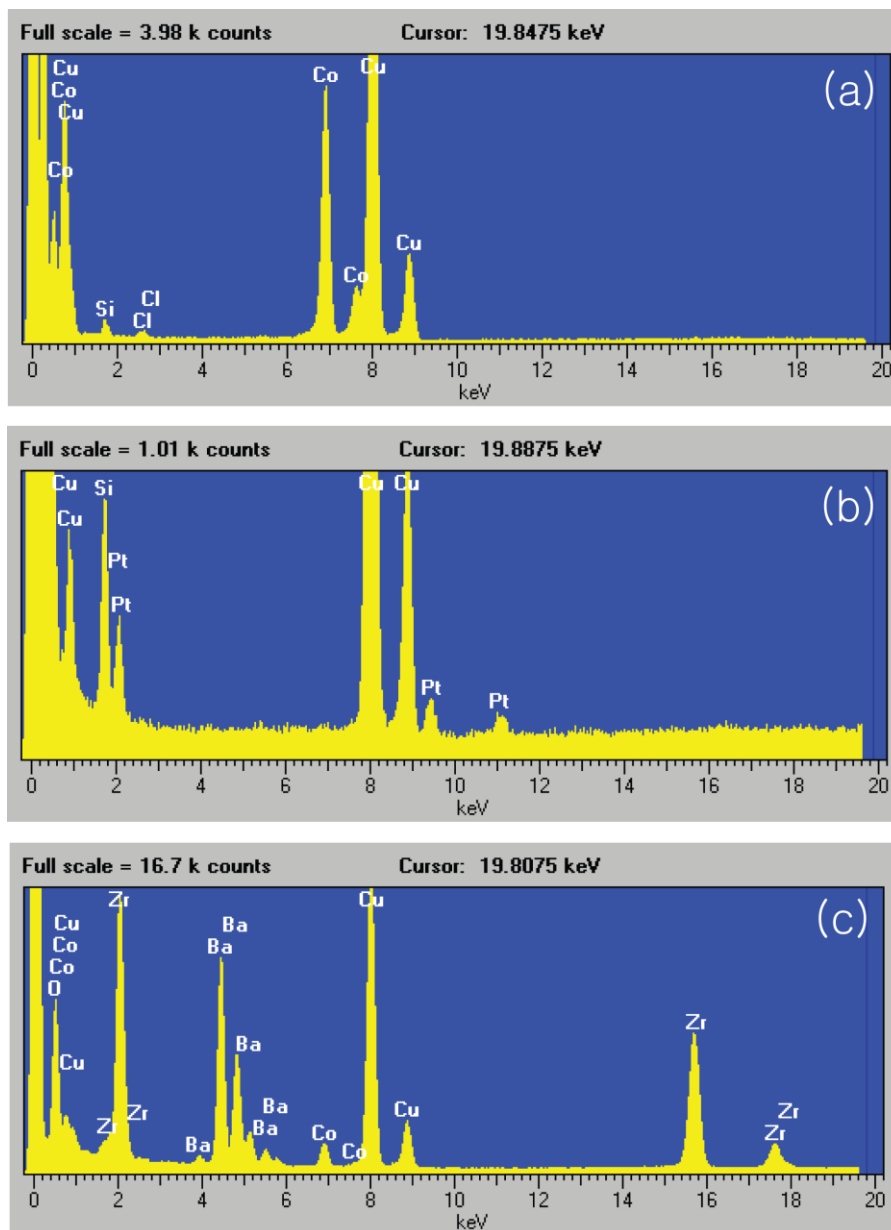 Full scale = 3.98 k counts Cursor: 19.8475 keV
(a)
Cu
Co
Cu
Co
Si
Cl
Cl
Co
Co
Cu
Cu
0 2 4 6 8 10 12 14 16 18 20
keV
Full scale = 1.01 k counts Cursor: 19.8875 keV
(b)
Cu
Cu
Si
Pt
Pt
Cu
Cu
Pt
Pt
0 2 4 6 8 10 12 14 16 18 20
keV
Full scale = 16.7 k counts Cursor: 19.8075 keV
(c)
Cu
Co
Co
O
Cu
Zr
Zr
Zr
Ba
Ba
Ba
Ba
Ba
Ba
Co
Co
Cu
Cu
Zr
Zr
Zr
0 2 4 6 8 10 12 14 16 18 20
keV